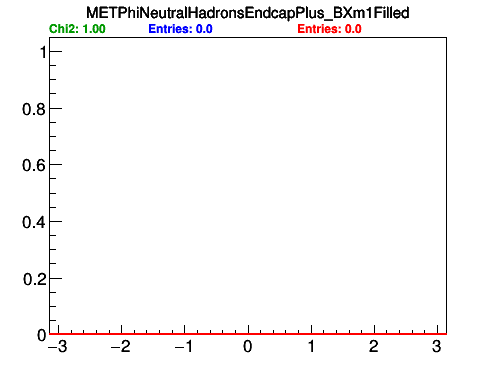 METPhiNeutralHadronsEndcapPlus_BXm1Filled
Chi2: 1.00 Entries: 0.0 Entries: 0.0
1
0.8
0.6
0.4
0.2
0
−3 −2 −1 0 1 2 3